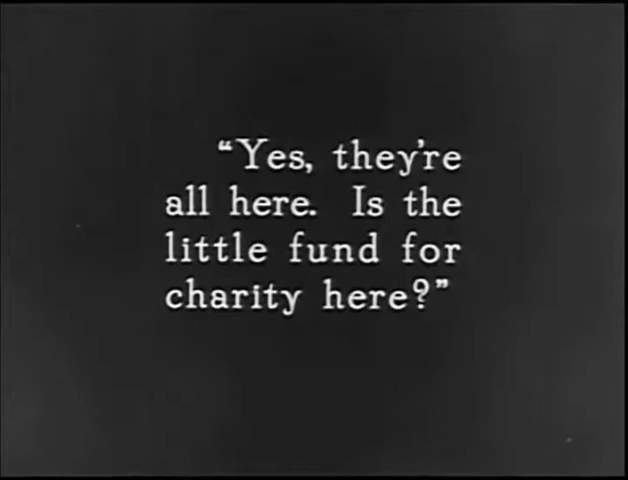 “Yes, they're
all here. Is the
little fund for
charity here?”